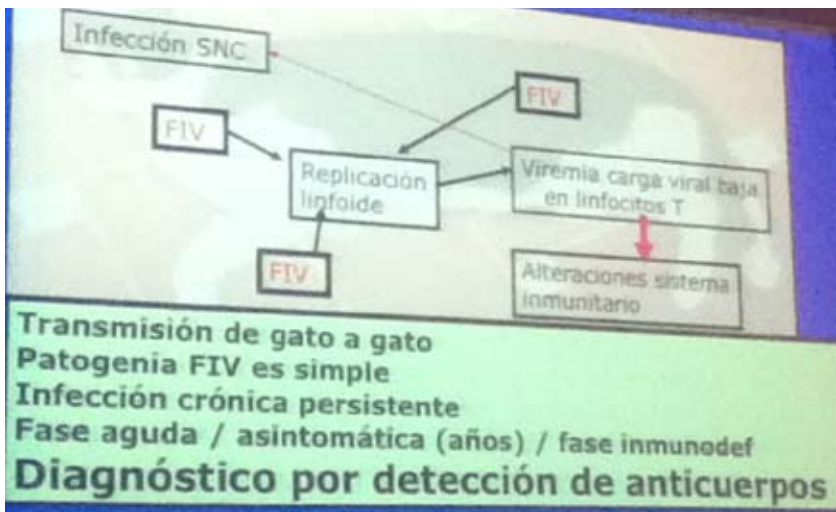 Infección SNC
FIV
FIV
Replicación
linfoide
Viremia carga viral baja
en linfocitos T
FIV
Alteraciones sistema
inmunitario
Transmisión de gato a gato
Patogenia FIV es simple
Infección crónica persistente
Fase aguda / asintomática (años) / fase inmunodef
Diagnóstico por detección de anticuerpos